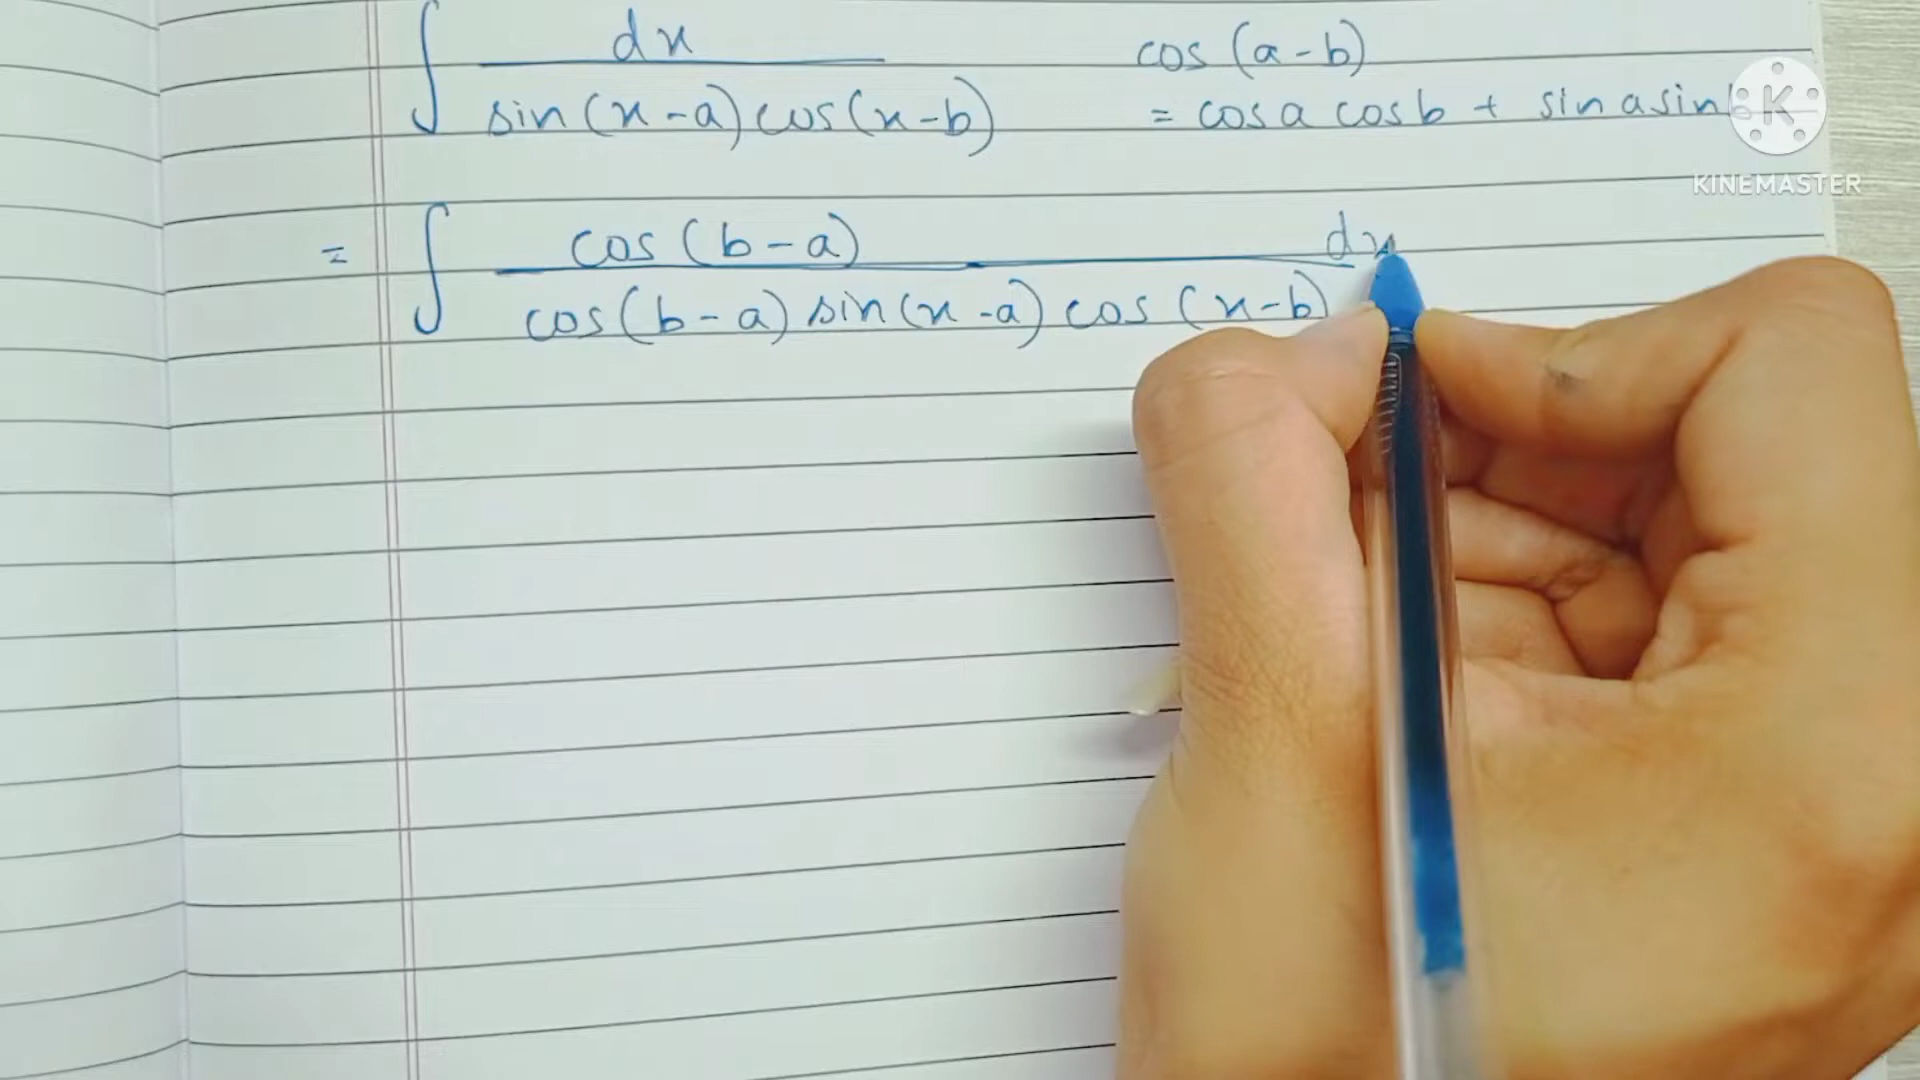 ∫ dx / sin(x-a) cos(x-b)
cos (a-b)
= cos a cos b + sin a sin b
= ∫ cos (b-a) / cos(b-a) sin(x-a) cos (x-b) dx
KINEMASTER